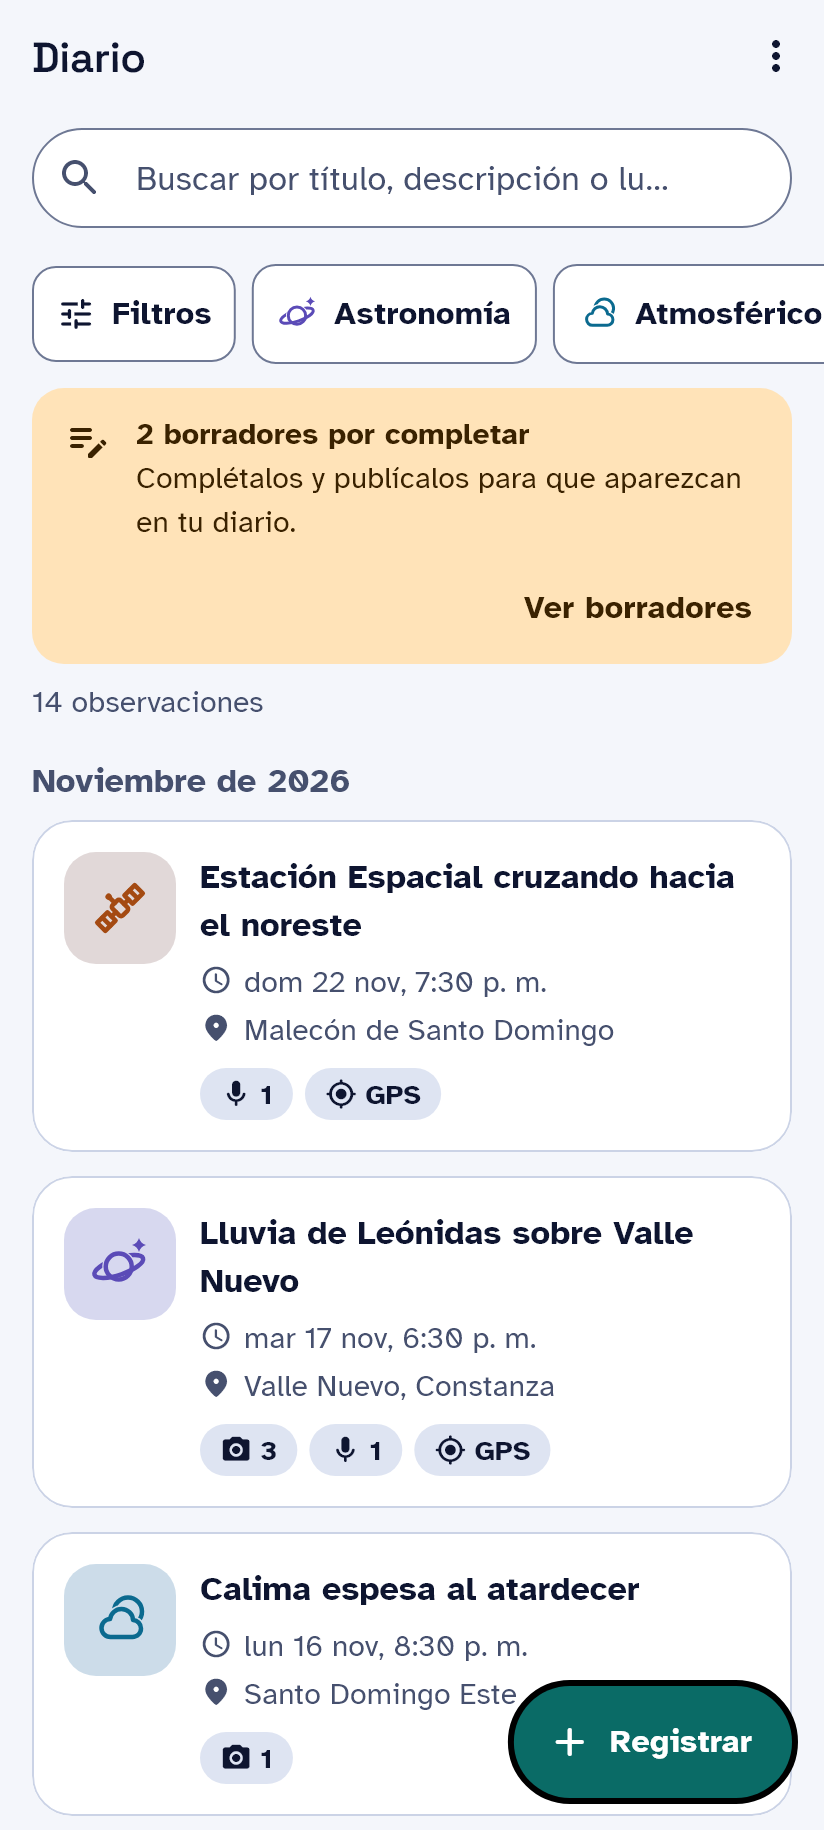 Diario
Buscar por título, descripción o lu...
Filtros
Astronomía
Atmosférico
2 borradores por completar
Complétalos y publícalos para que aparezcan
en tu diario.
Ver borradores
14 observaciones
Noviembre de 2026
Estación Espacial cruzando hacia
el noreste
dom 22 nov, 7:30 p. m.
Malecón de Santo Domingo
1
GPS
Lluvia de Leónidas sobre Valle
Nuevo
mar 17 nov, 6:30 p. m.
Valle Nuevo, Constanza
3
1
GPS
Calima espesa al atardecer
lun 16 nov, 8:30 p. m.
Santo Domingo Este
1
Registrar